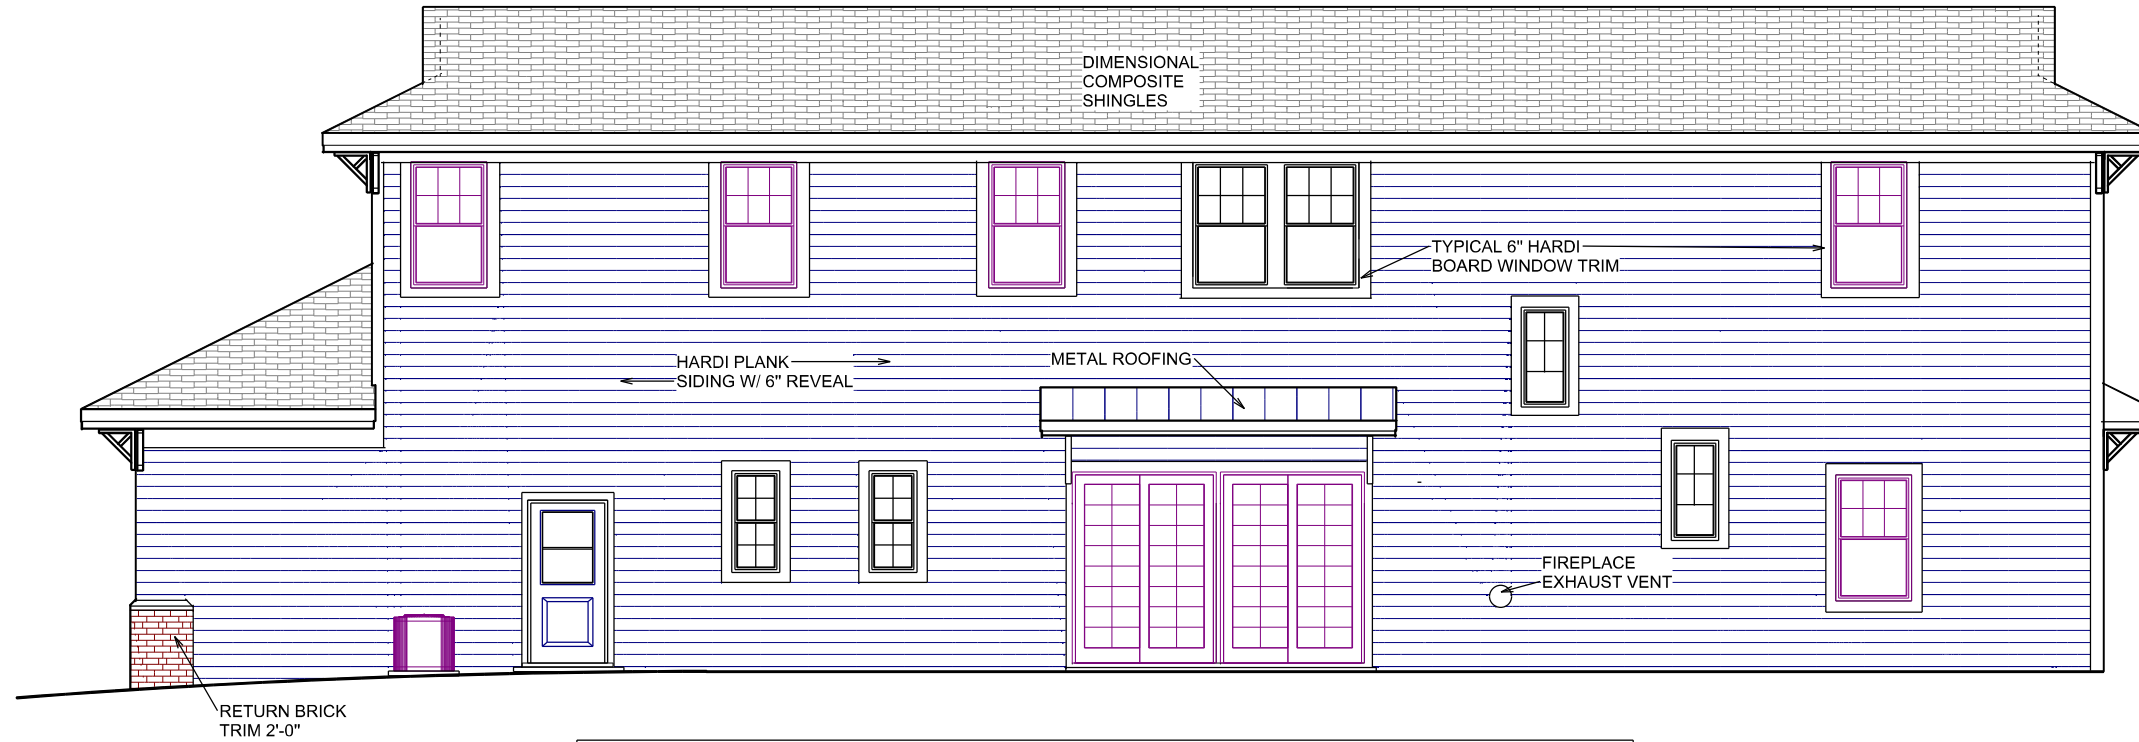 DIMENSIONAL
COMPOSITE
SHINGLES
TYPICAL 6" HARDI
BOARD WINDOW TRIM
HARDI PLANK
SIDING W/ 6" REVEAL
METAL ROOFING
FIREPLACE
EXHAUST VENT
RETURN BRICK
TRIM 2'-0"